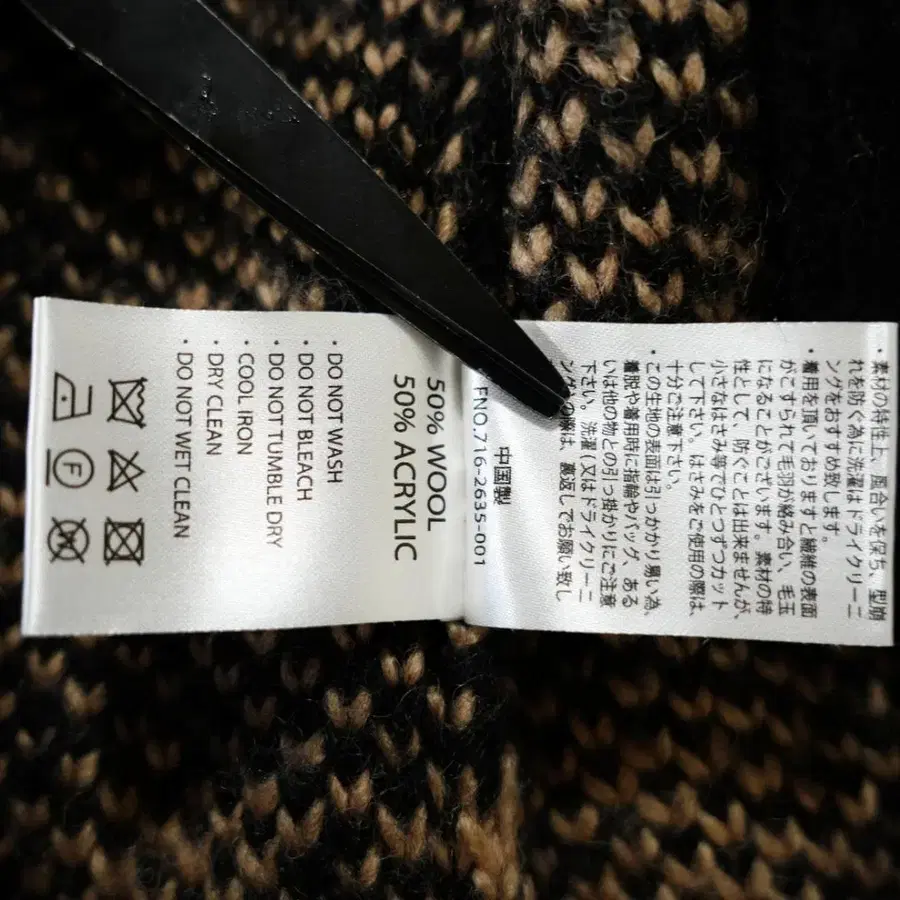 ・素材の特性上、風合いを保ち、型崩
れを防ぐ為に洗濯はドライクリーニ
ングをおすすめ致します。
・着用を頂いておりますと繊維の表面
がこすられて毛羽が絡み合い、毛玉
になることがございます。素材の特
性として、防ぐことは出来ませんが、
小さなはさみ等でひとつずつカット
して下さい。はさみをご使用の際は、
十分ご注意下さい。
・この生地の表面は引っかかり易い為、
着脱や着用時に指輪やバッグ、ある
いは他の物との引っ掛かりにご注意
下さい。洗濯(又はドライクリーニ
の際は、裏返しでお願い致し
中国製
FNO.716-2635-001
50% WOOL
50% ACRYLIC
・DO NOT WASH
・DO NOT BLEACH
・DO NOT TUMBLE DRY
・COOL IRON
・DRY CLEAN
・DO NOT WET CLEAN
F
W